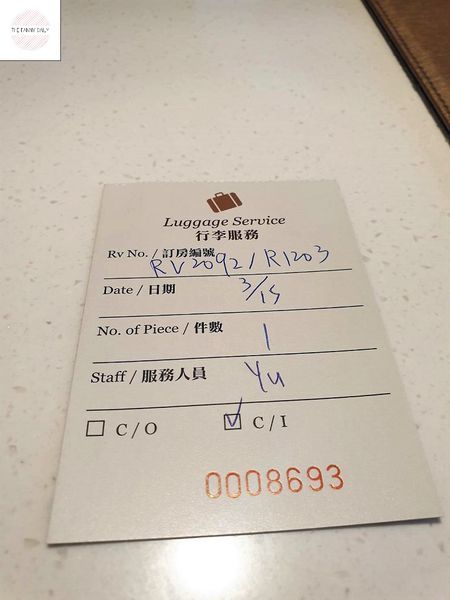 Luggage Service
行李服務
Rv No. / 訂房編號
RV2092/R1203
Date / 日期 3/15
No. of Piece / 件數 1
Staff / 服務人員 Yu
C/O C/I
0008693